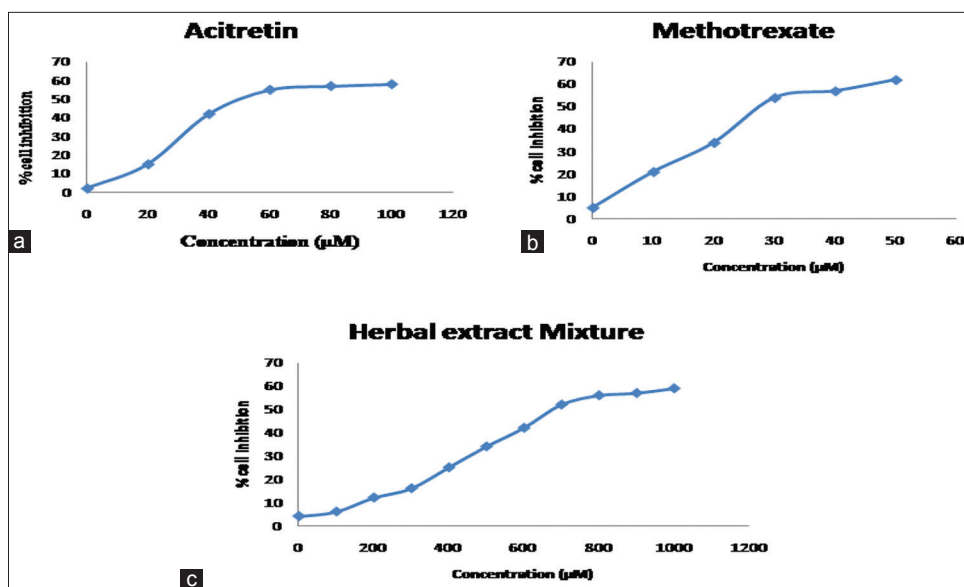 Acitretin
% cell inhibition
70
60
50
40
30
20
10
0
0 20 40 60 80 100 120
Concentration (µM)
a
Methotrexate
% cell inhibition
70
60
50
40
30
20
10
0
0 10 20 30 40 50 60
Concentration (µM)
b
Herbal extract Mixture
% cell inhibition
70
60
50
40
30
20
10
0
0 200 400 600 800 1000 1200
Concentration (µM)
c